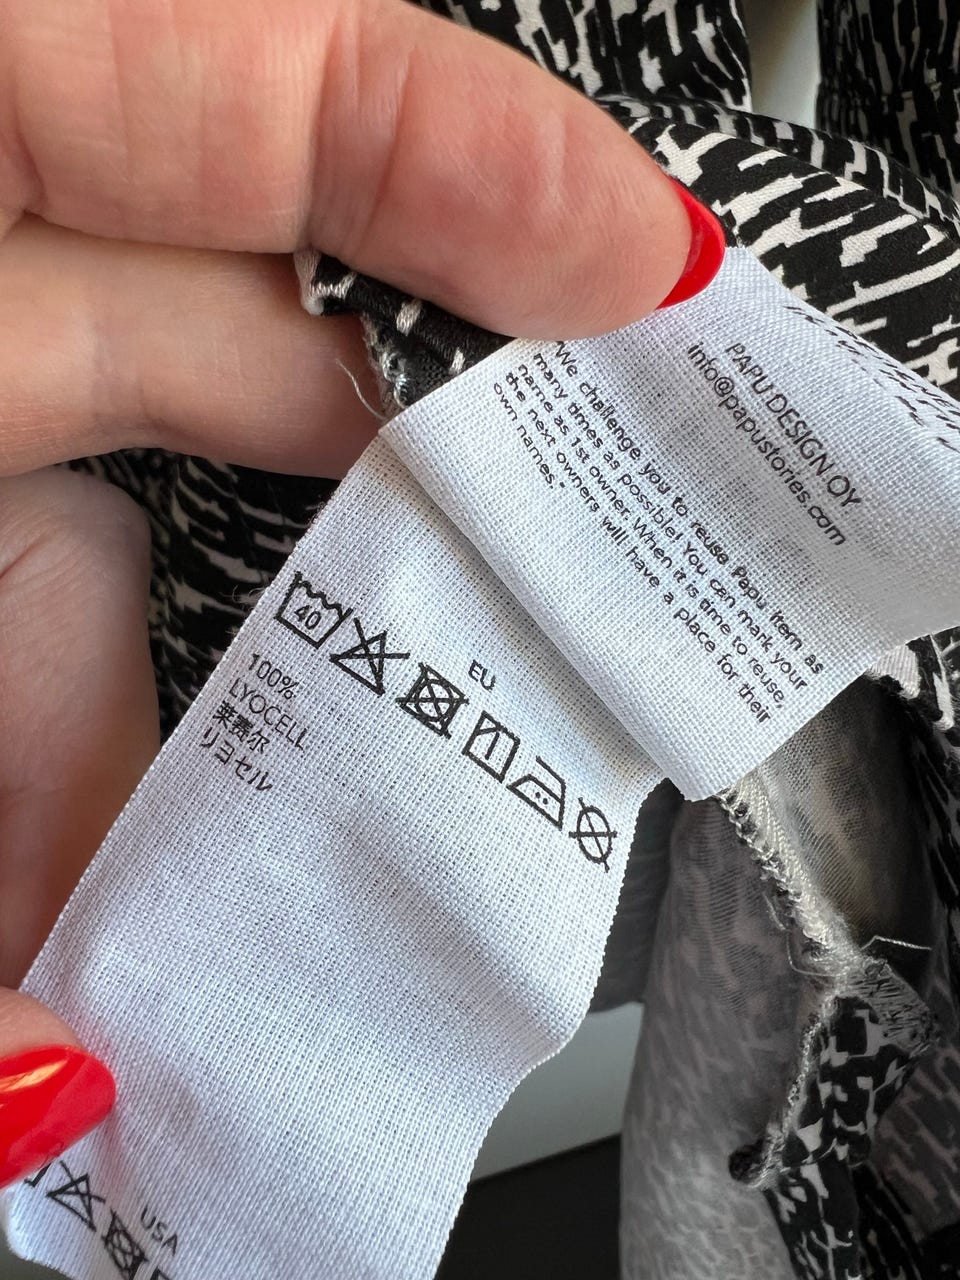 PAPU DESIGN OY
info@papustories.com
"We challenge you to reuse Papu item as
many times as possible! You can mark your
name as 1st owner. When it is time to reuse,
the next owners will have a place for their
own names."
EU
40
100%
LYOCELL
莱赛尔
リヨセル
USA